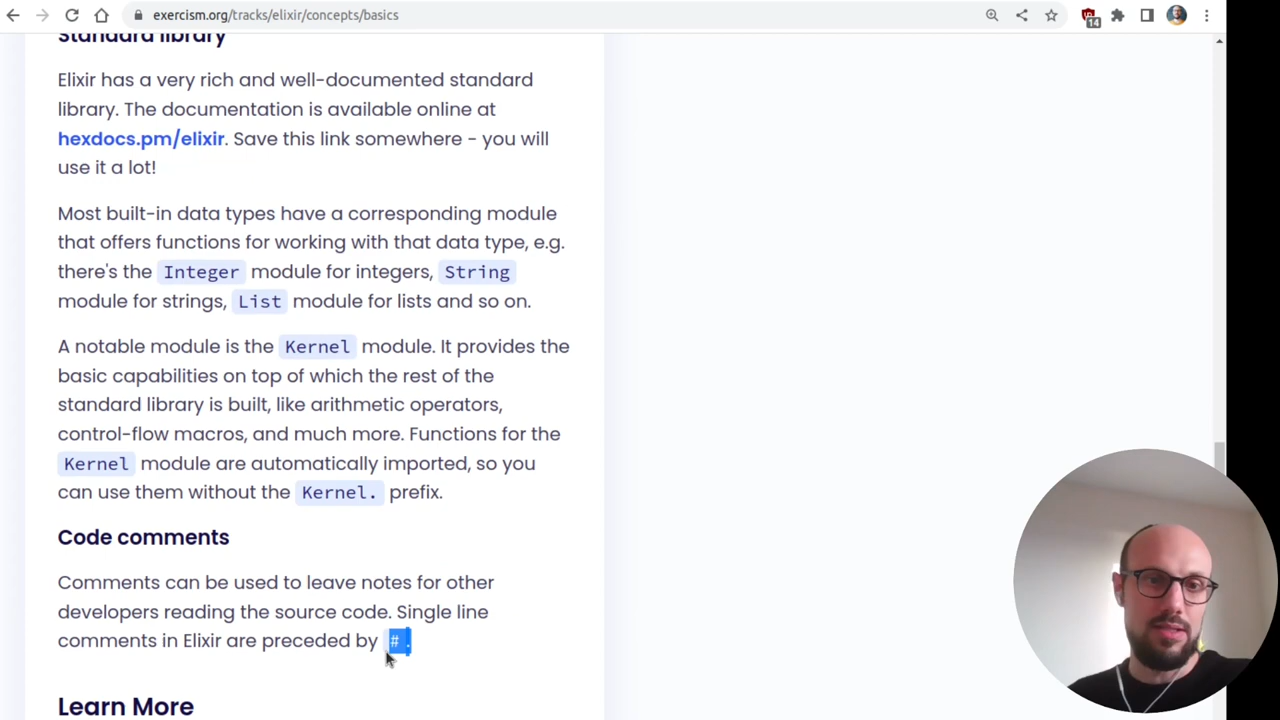 exercism.org/tracks/elixir/concepts/basics
14
Standard library
Elixir has a very rich and well-documented standard
library. The documentation is available online at
hexdocs.pm/elixir. Save this link somewhere - you will
use it a lot!
Most built-in data types have a corresponding module
that offers functions for working with that data type, e.g.
there's the Integer module for integers, String
module for strings, List module for lists and so on.
A notable module is the Kernel module. It provides the
basic capabilities on top of which the rest of the
standard library is built, like arithmetic operators,
control-flow macros, and much more. Functions for the
Kernel module are automatically imported, so you
can use them without the Kernel. prefix.
Code comments
Comments can be used to leave notes for other
developers reading the source code. Single line
comments in Elixir are preceded by #.
Learn More